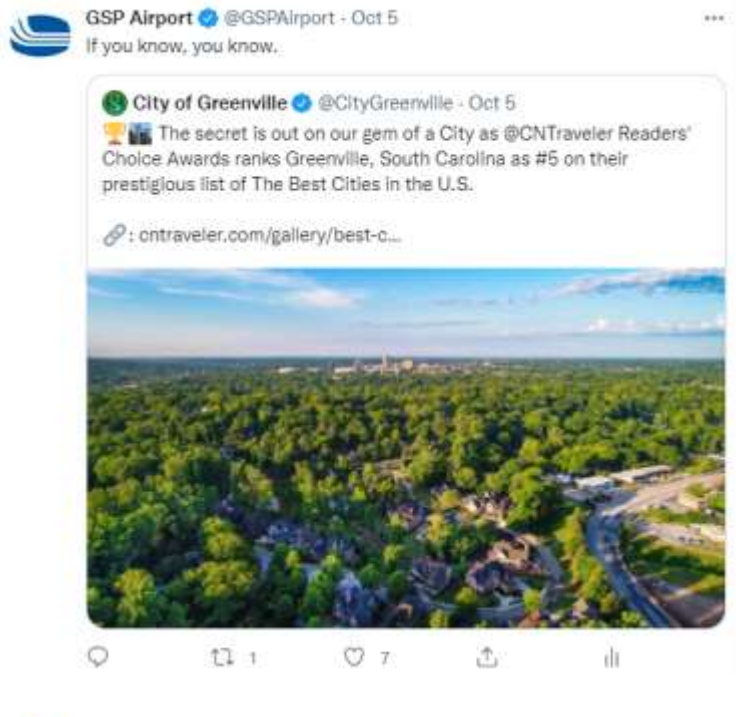 GSP Airport @GSPAirport · Oct 5
If you know, you know.
City of Greenville @CityGreenville · Oct 5
The secret is out on our gem of a City as @CNTraveler Readers'
Choice Awards ranks Greenville, South Carolina as #5 on their
prestigious list of The Best Cities in the U.S.
: cntraveler.com/gallery/best-c...
1 7